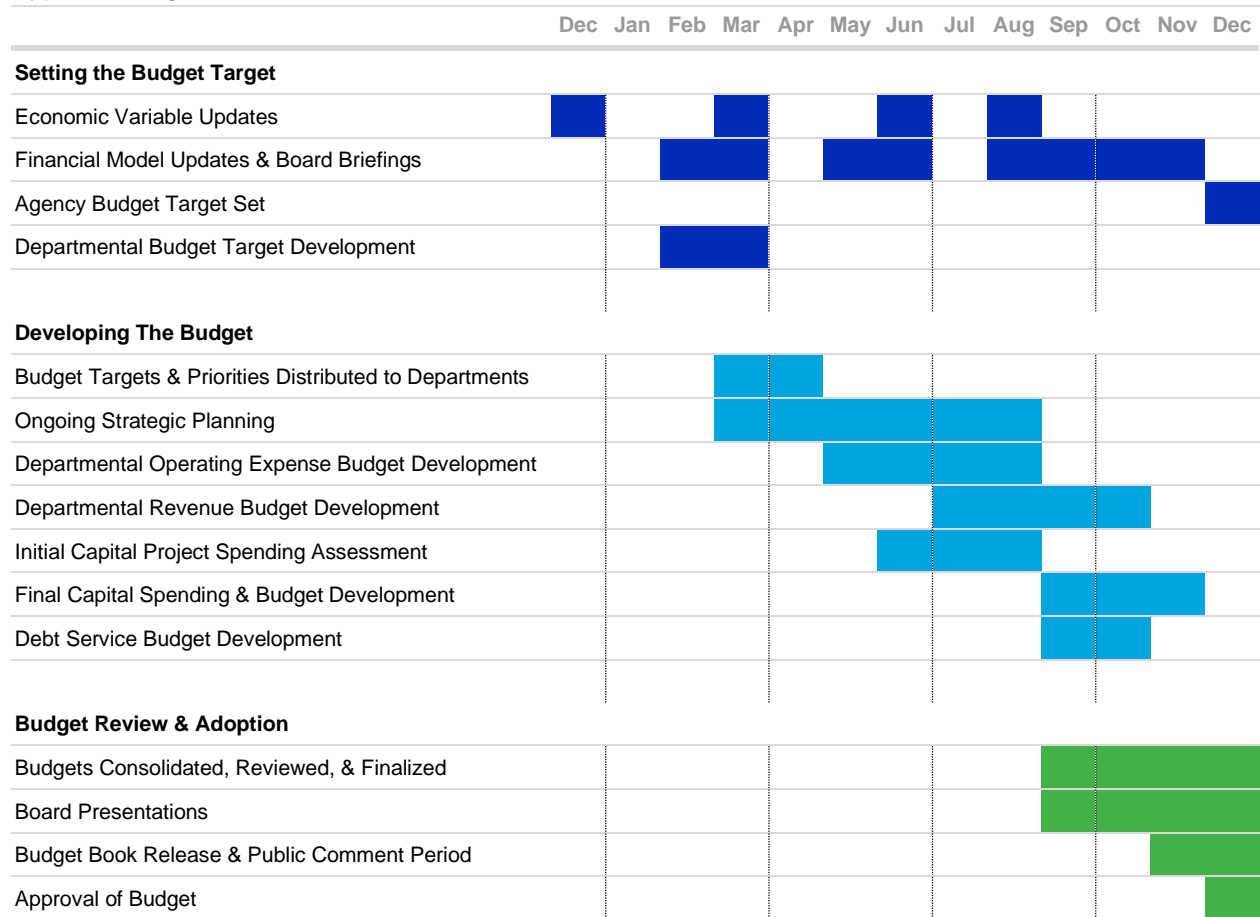 Dec Jan Feb Mar Apr May Jun Jul Aug Sep Oct Nov Dec
Setting the Budget Target
Economic Variable Updates
Financial Model Updates & Board Briefings
Agency Budget Target Set
Departmental Budget Target Development
Developing The Budget
Budget Targets & Priorities Distributed to Departments
Ongoing Strategic Planning
Departmental Operating Expense Budget Development
Departmental Revenue Budget Development
Initial Capital Project Spending Assessment
Final Capital Spending & Budget Development
Debt Service Budget Development
Budget Review & Adoption
Budgets Consolidated, Reviewed, & Finalized
Board Presentations
Budget Book Release & Public Comment Period
Approval of Budget